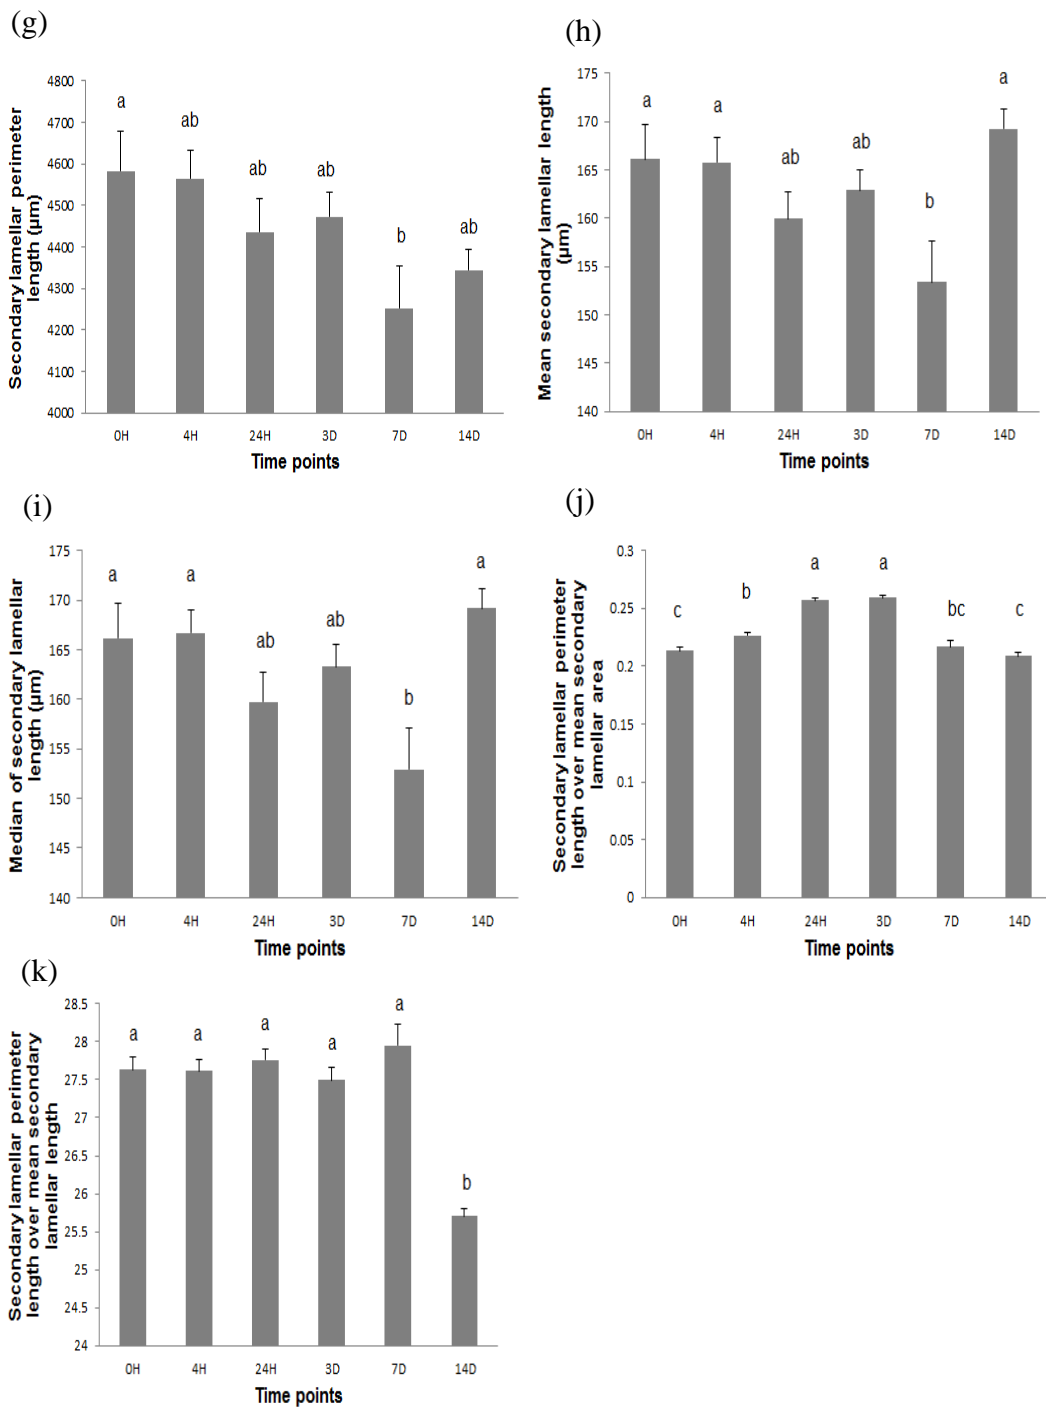 (g)
Secondary lamellar perimeter
length (µm)
4800
4700
4600
4500
4400
4300
4200
4100
4000
a
ab
ab
ab
b
ab
0H
4H
24H
3D
7D
14D
Time points
(h)
Mean secondary lamellar length
(µm)
175
170
165
160
155
150
145
140
a
a
ab
ab
b
a
0H
4H
24H
3D
7D
14D
Time points
(i)
Median of secondary lamellar
length (µm)
175
170
165
160
155
150
145
140
a
a
ab
ab
b
a
0H
4H
24H
3D
7D
14D
Time points
(j)
Secondary lamellar perimeter
length over mean secondary
lamellar area
0.3
0.25
0.2
0.15
0.1
0.05
0
c
b
a
a
bc
c
0H
4H
24H
3D
7D
14D
Time points
(k)
Secondary lamellar perimeter
length over mean secondary
lamellar length
28.5
28
27.5
27
26.5
26
25.5
25
24.5
24
a
a
a
a
a
b
0H
4H
24H
3D
7D
14D
Time points